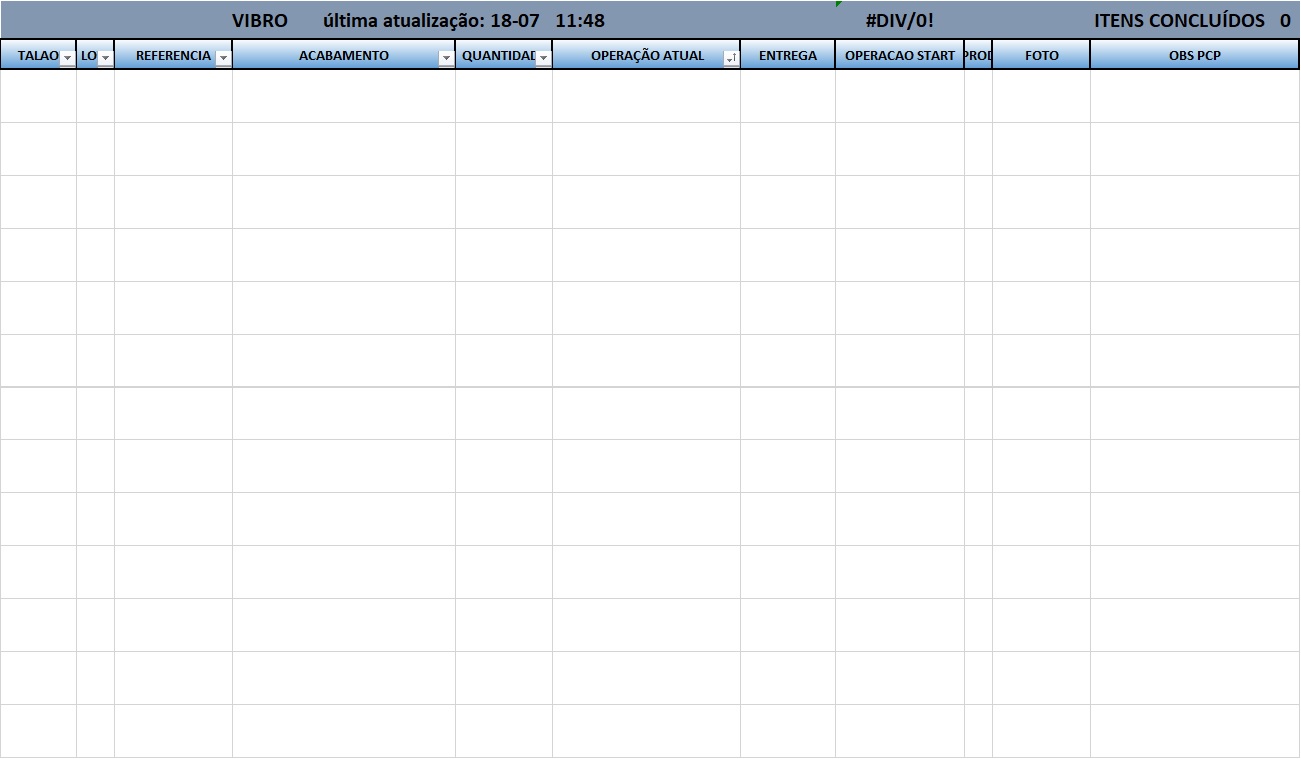 VIBRO última atualização: 18-07 11:48 #DIV/0! ITENS CONCLUÍDOS 0
TALAO LO REFERENCIA ACABAMENTO QUANTIDAD OPERAÇÃO ATUAL ENTREGA OPERACAO START PROD FOTO OBS PCP